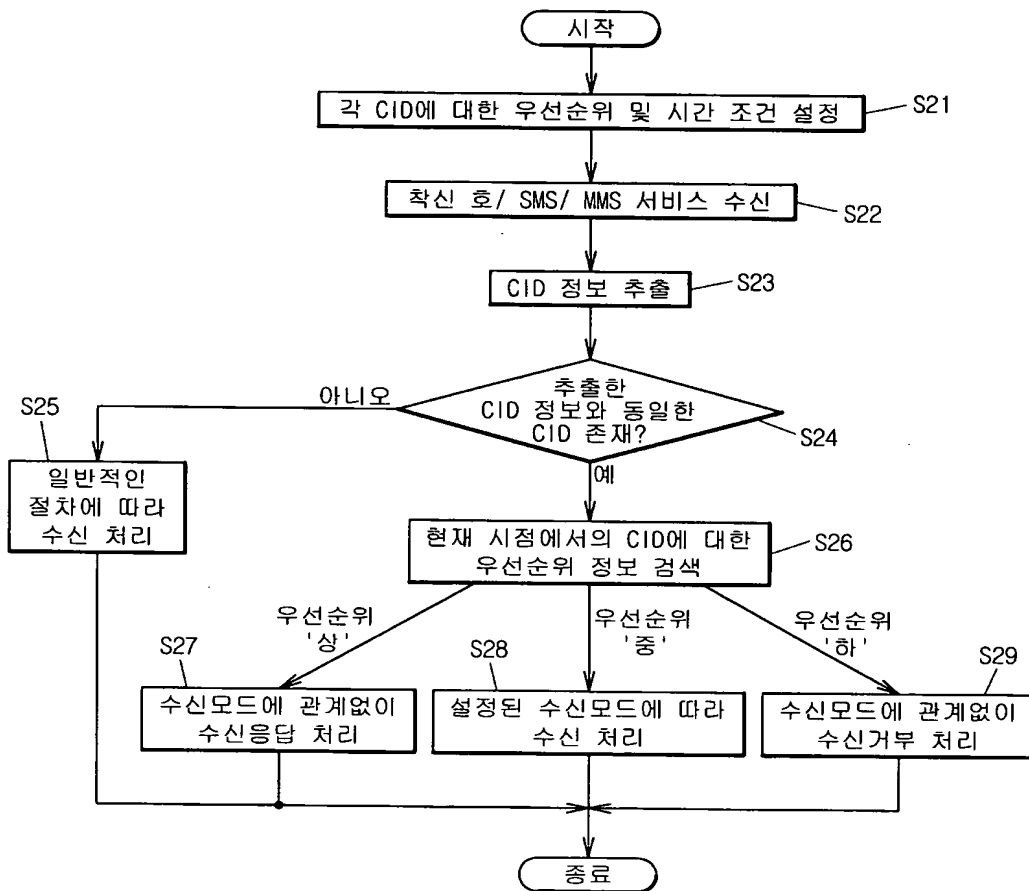 시작
각 CID에 대한 우선순위 및 시간 조건 설정
S21
착신 호/ SMS/ MMS 서비스 수신
S22
CID 정보 추출
S23
추출한
CID 정보와 동일한
CID 존재?
S24
아니오
예
S25
일반적인
절차에 따라
수신 처리
현재 시점에서의 CID에 대한
우선순위 정보 검색
S26
우선순위
'상'
우선순위
'중'
우선순위
'하'
S27
수신모드에 관계없이
수신응답 처리
S28
설정된 수신모드에 따라
수신 처리
S29
수신모드에 관계없이
수신거부 처리
종료